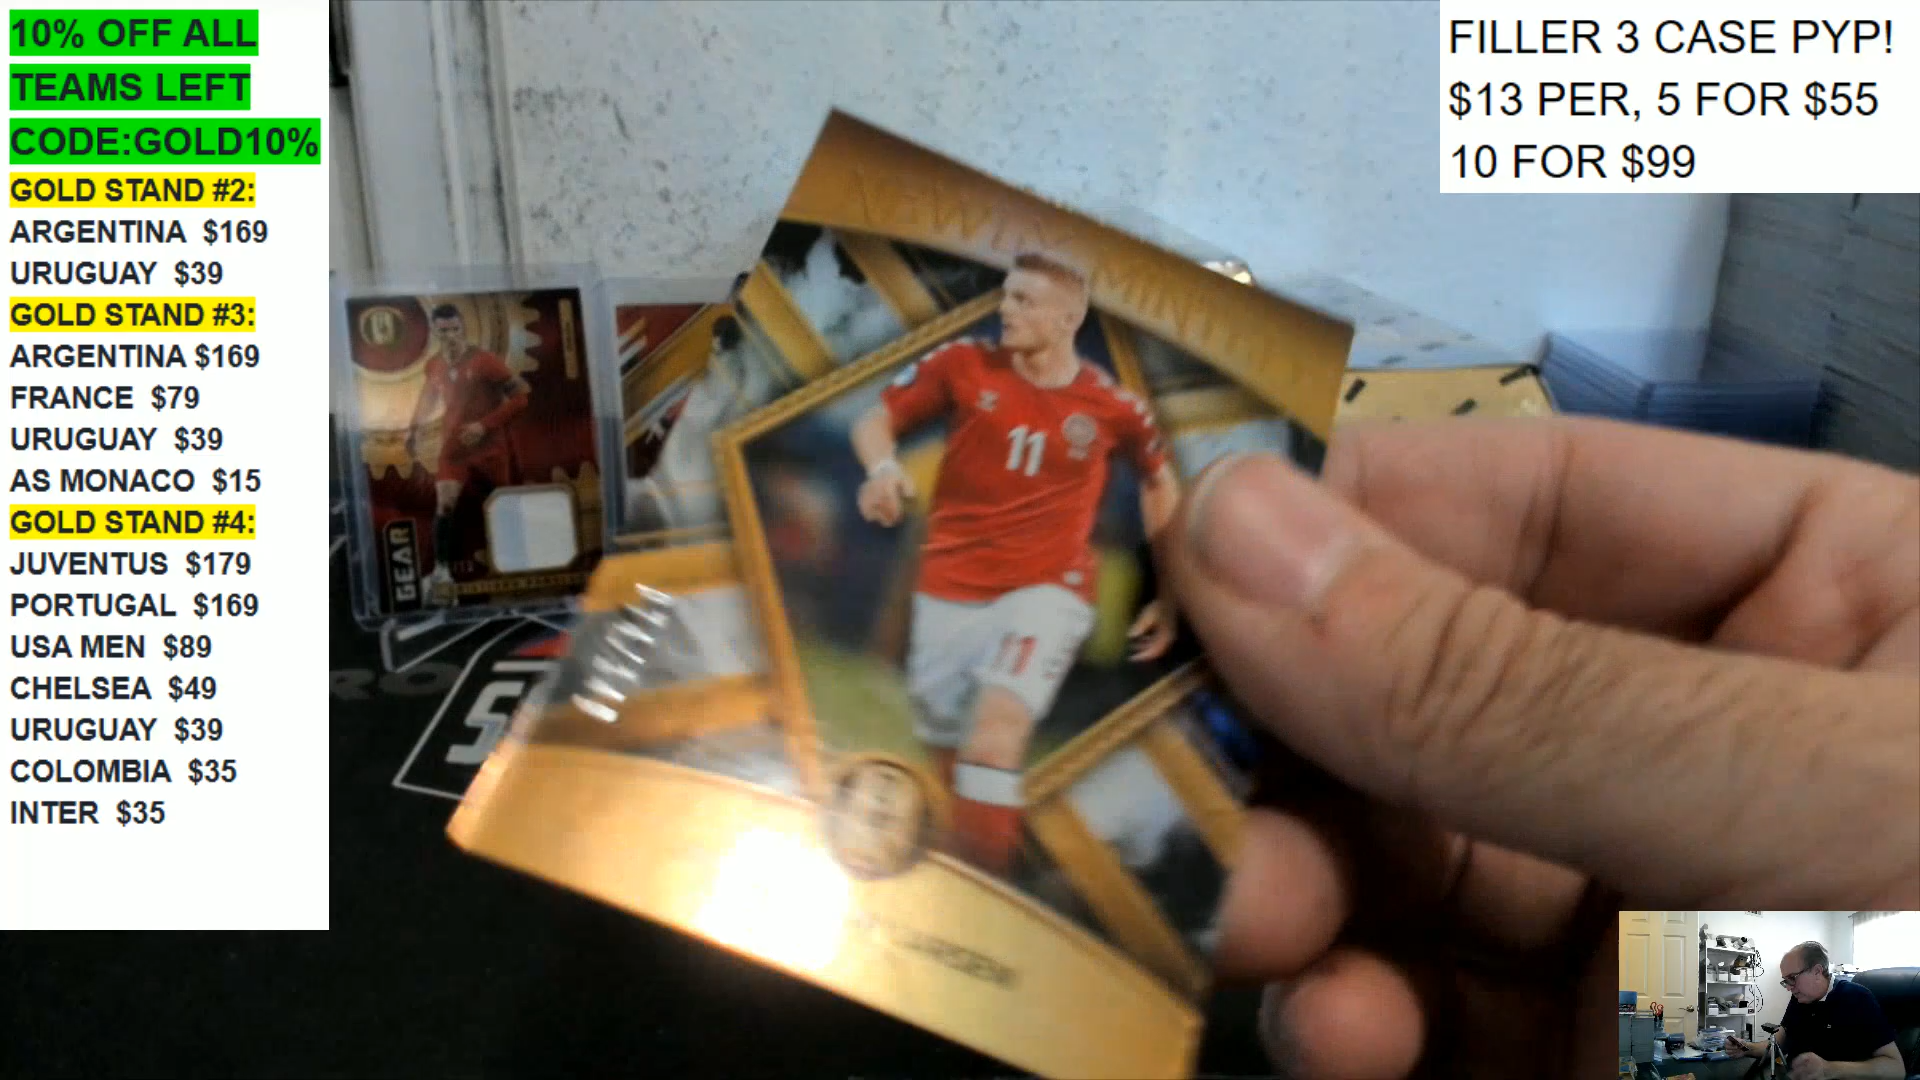 10% OFF ALL
TEAMS LEFT
CODE:GOLD10%
GOLD STAND #2:
ARGENTINA $169
URUGUAY $39
GOLD STAND #3:
ARGENTINA $169
FRANCE $79
URUGUAY $39
AS MONACO $15
GOLD STAND #4:
JUVENTUS $179
PORTUGAL $169
USA MEN $89
CHELSEA $49
URUGUAY $39
COLOMBIA $35
INTER $35
FILLER 3 CASE PYP!
$13 PER, 5 FOR $55
10 FOR $99
11
11
GEAR